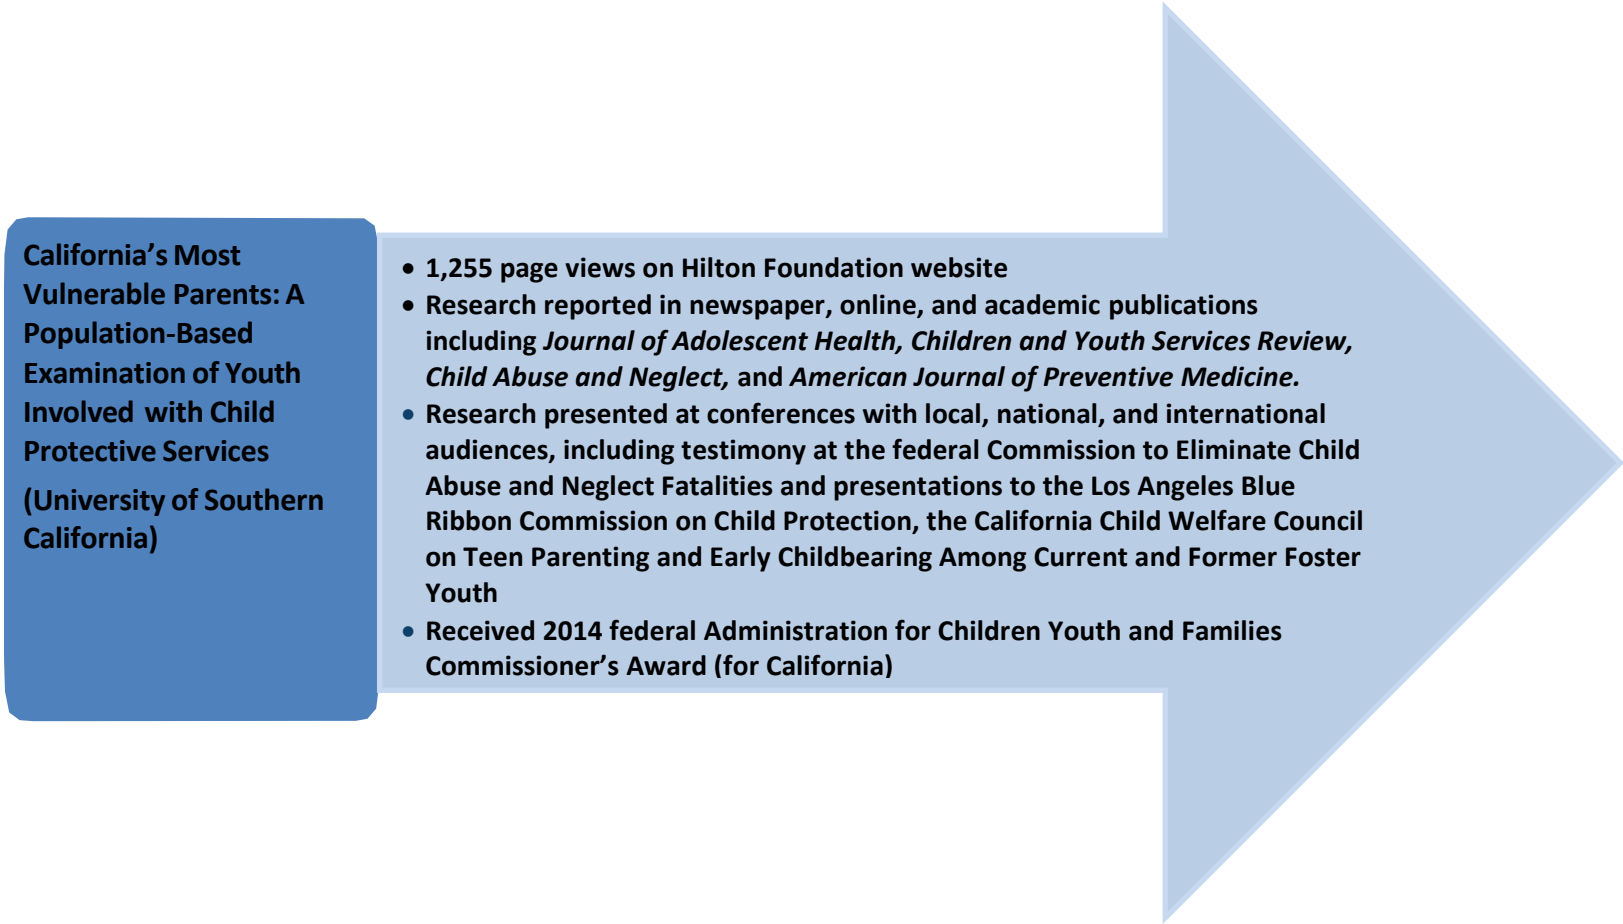 California’s Most
Vulnerable Parents: A
Population-Based
Examination of Youth
Involved with Child
Protective Services
(University of Southern
California)
• 1,255 page views on Hilton Foundation website
• Research reported in newspaper, online, and academic publications
including Journal of Adolescent Health, Children and Youth Services Review,
Child Abuse and Neglect, and American Journal of Preventive Medicine.
• Research presented at conferences with local, national, and international
audiences, including testimony at the federal Commission to Eliminate Child
Abuse and Neglect Fatalities and presentations to the Los Angeles Blue
Ribbon Commission on Child Protection, the California Child Welfare Council
on Teen Parenting and Early Childbearing Among Current and Former Foster
Youth
• Received 2014 federal Administration for Children Youth and Families
Commissioner’s Award (for California)